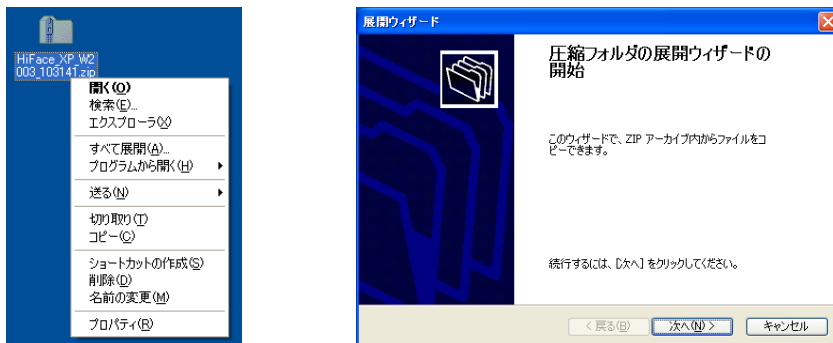 HiFace_XP_W2
003_103141.zip
開く(O)
検索(E)...
エクスプローラ(X)
すべて展開(A)...
プログラムから開く(H)
送る(N)
切り取り(T)
コピー(C)
ショートカットの作成(S)
削除(D)
名前の変更(M)
プロパティ(R)
展開ウィザード
圧縮フォルダの展開ウィザードの
開始
このウィザードで、ZIP アーカイブ内からファイルをコ
ピーできます。
続行するには、[次へ] をクリックしてください。
< 戻る(B)
次へ(N) >
キャンセル